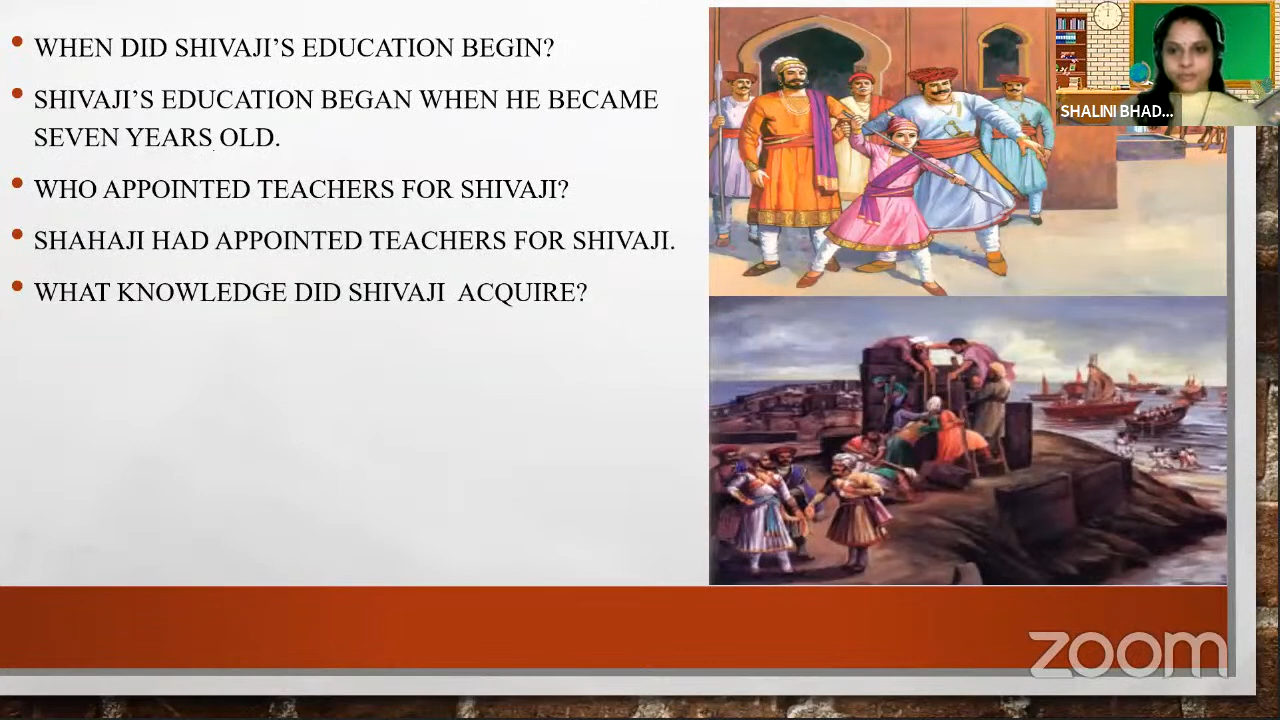 WHEN DID SHIVAJI’S EDUCATION BEGIN?
SHIVAJI’S EDUCATION BEGAN WHEN HE BECAME
SEVEN YEARS OLD.
WHO APPOINTED TEACHERS FOR SHIVAJI?
SHAHAJI HAD APPOINTED TEACHERS FOR SHIVAJI.
WHAT KNOWLEDGE DID SHIVAJI ACQUIRE?
SHALINI BHAD...
zoom